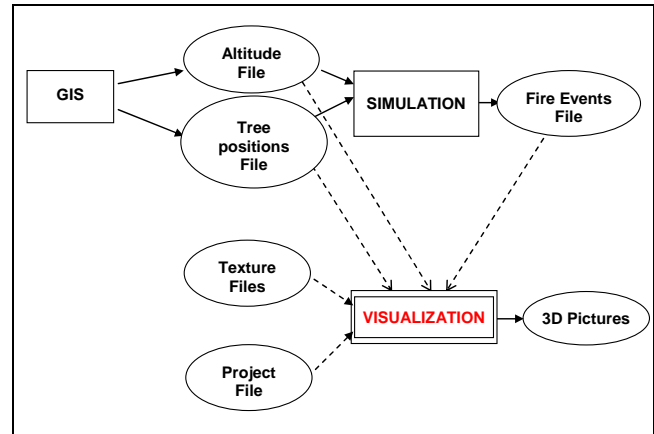 GIS
Altitude
File
Tree
positions
File
SIMULATION
Fire Events
File
Texture
Files
VISUALIZATION
3D Pictures
Project
File